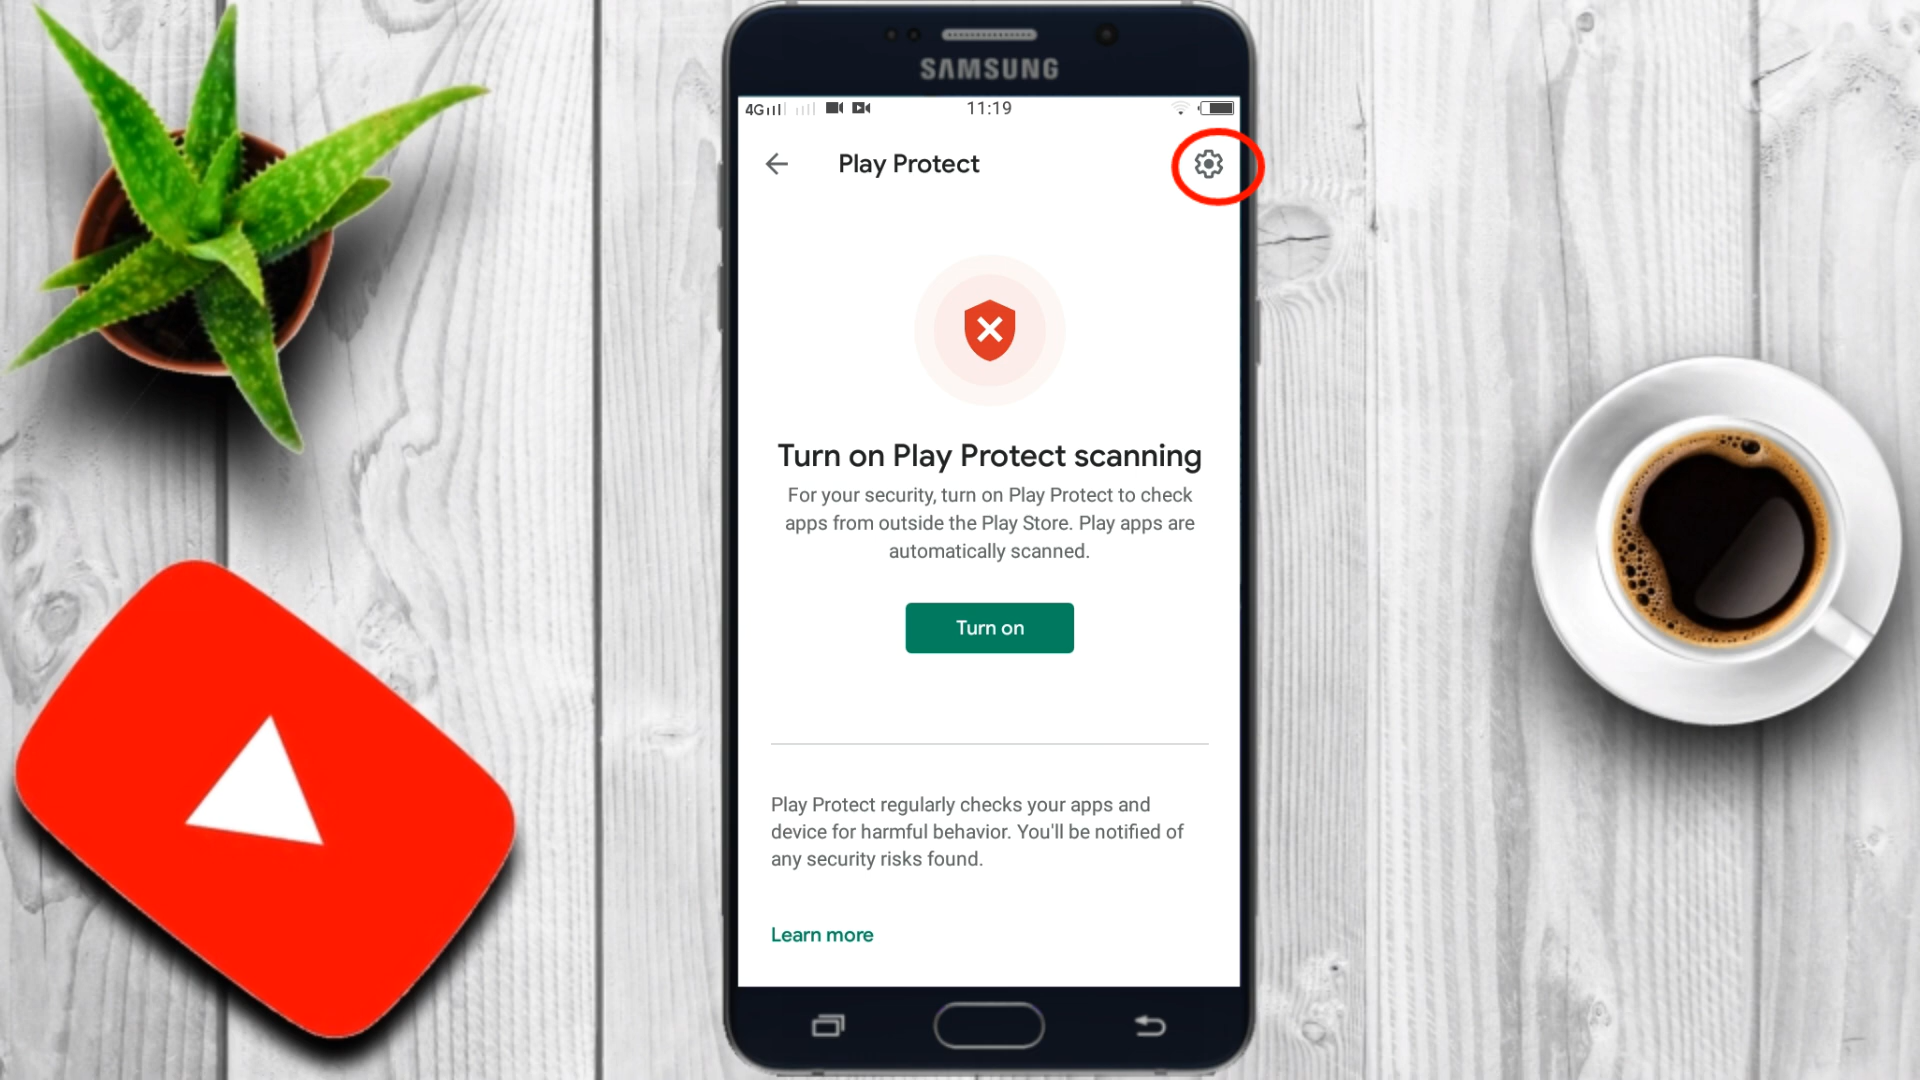 SAMSUNG
4G 11:19
Play Protect
Turn on Play Protect scanning
For your security, turn on Play Protect to check
apps from outside the Play Store. Play apps are
automatically scanned.
Turn on
Play Protect regularly checks your apps and
device for harmful behavior. You'll be notified of
any security risks found.
Learn more